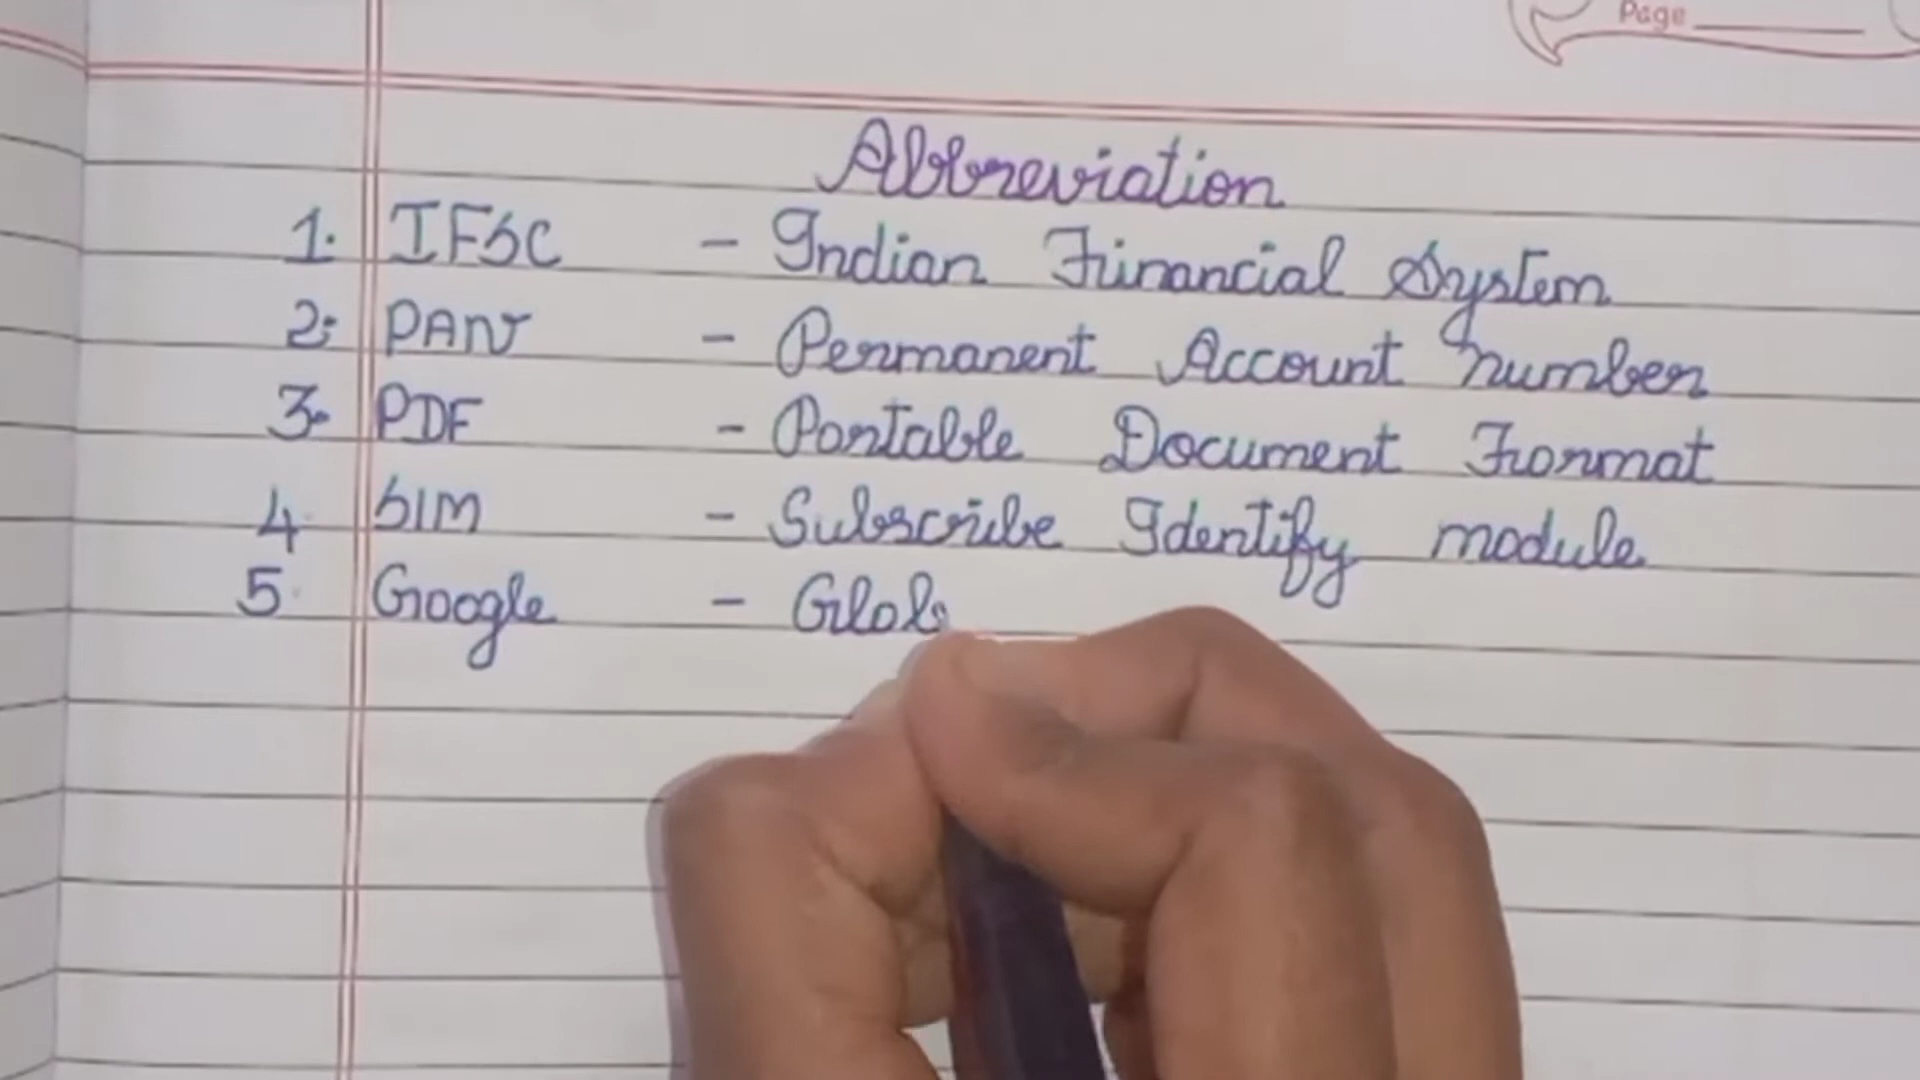 Page
Abbreviation
1. IFSC - Indian Financial System
2. PAN - Permanent Account number
3. PDF - Portable Document Format
4. SIM - Subscribe Identify module
5. Google - Glob